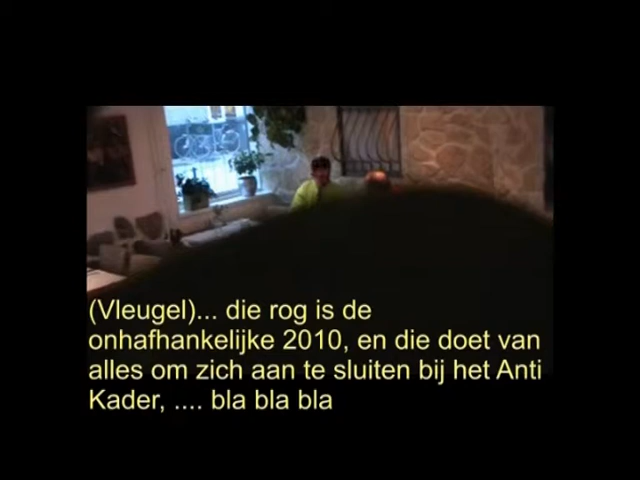 (Vleugel)... die rog is de
onhafhankelijke 2010, en die doet van
alles om zich aan te sluiten bij het Anti
Kader, .... bla bla bla